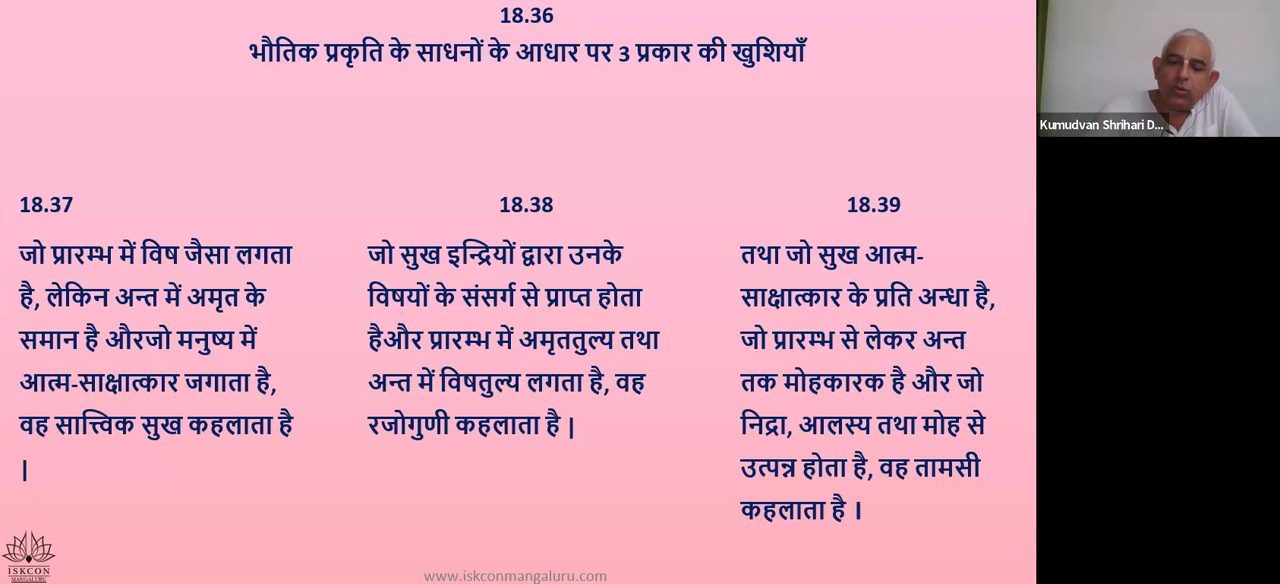 18.36
भौतिक प्रकृति के साधनों के आधार पर 3 प्रकार की खुशियाँ
Kumudvan Shrihari D...
18.37
जो प्रारम्भ में विष जैसा लगता
है, लेकिन अन्त में अमृत के
समान है औरजो मनुष्य में
आत्म-साक्षात्कार जगाता है,
वह सात्त्विक सुख कहलाता है
|
18.38
जो सुख इन्द्रियों द्वारा उनके
विषयों के संसर्ग से प्राप्त होता
हैऔर प्रारम्भ में अमृततुल्य तथा
अन्त में विषतुल्य लगता है, वह
रजोगुणी कहलाता है |
18.39
तथा जो सुख आत्म-
साक्षात्कार के प्रति अन्धा है,
जो प्रारम्भ से लेकर अन्त
तक मोहकारक है और जो
निद्रा, आलस्य तथा मोह से
उत्पन्न होता है, वह तामसी
कहलाता है ।
ISKCON
MANGALURU
www.iskconmangaluru.com